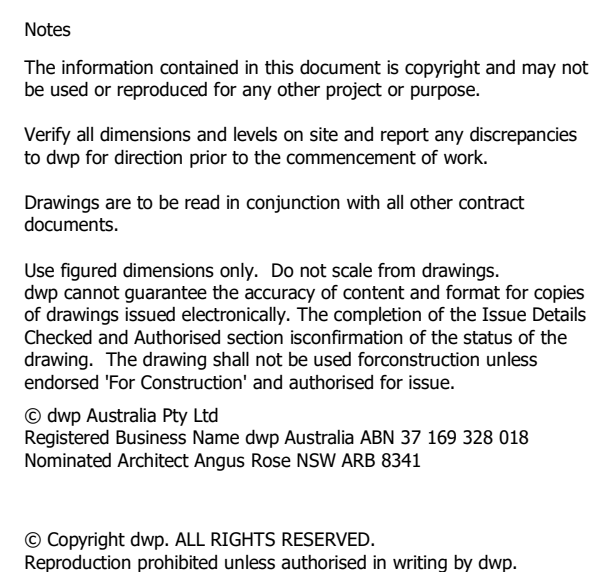 Notes
The information contained in this document is copyright and may not
be used or reproduced for any other project or purpose.
Verify all dimensions and levels on site and report any discrepancies
to dwp for direction prior to the commencement of work.
Drawings are to be read in conjunction with all other contract
documents.
Use figured dimensions only.  Do not scale from drawings.
dwp cannot guarantee the accuracy of content and format for copies
of drawings issued electronically. The completion of the Issue Details
Checked and Authorised section isconfirmation of the status of the
drawing.  The drawing shall not be used forconstruction unless
endorsed 'For Construction' and authorised for issue.
© dwp Australia Pty Ltd
Registered Business Name dwp Australia ABN 37 169 328 018
Nominated Architect Angus Rose NSW ARB 8341
© Copyright dwp. ALL RIGHTS RESERVED.
Reproduction prohibited unless authorised in writing by dwp.